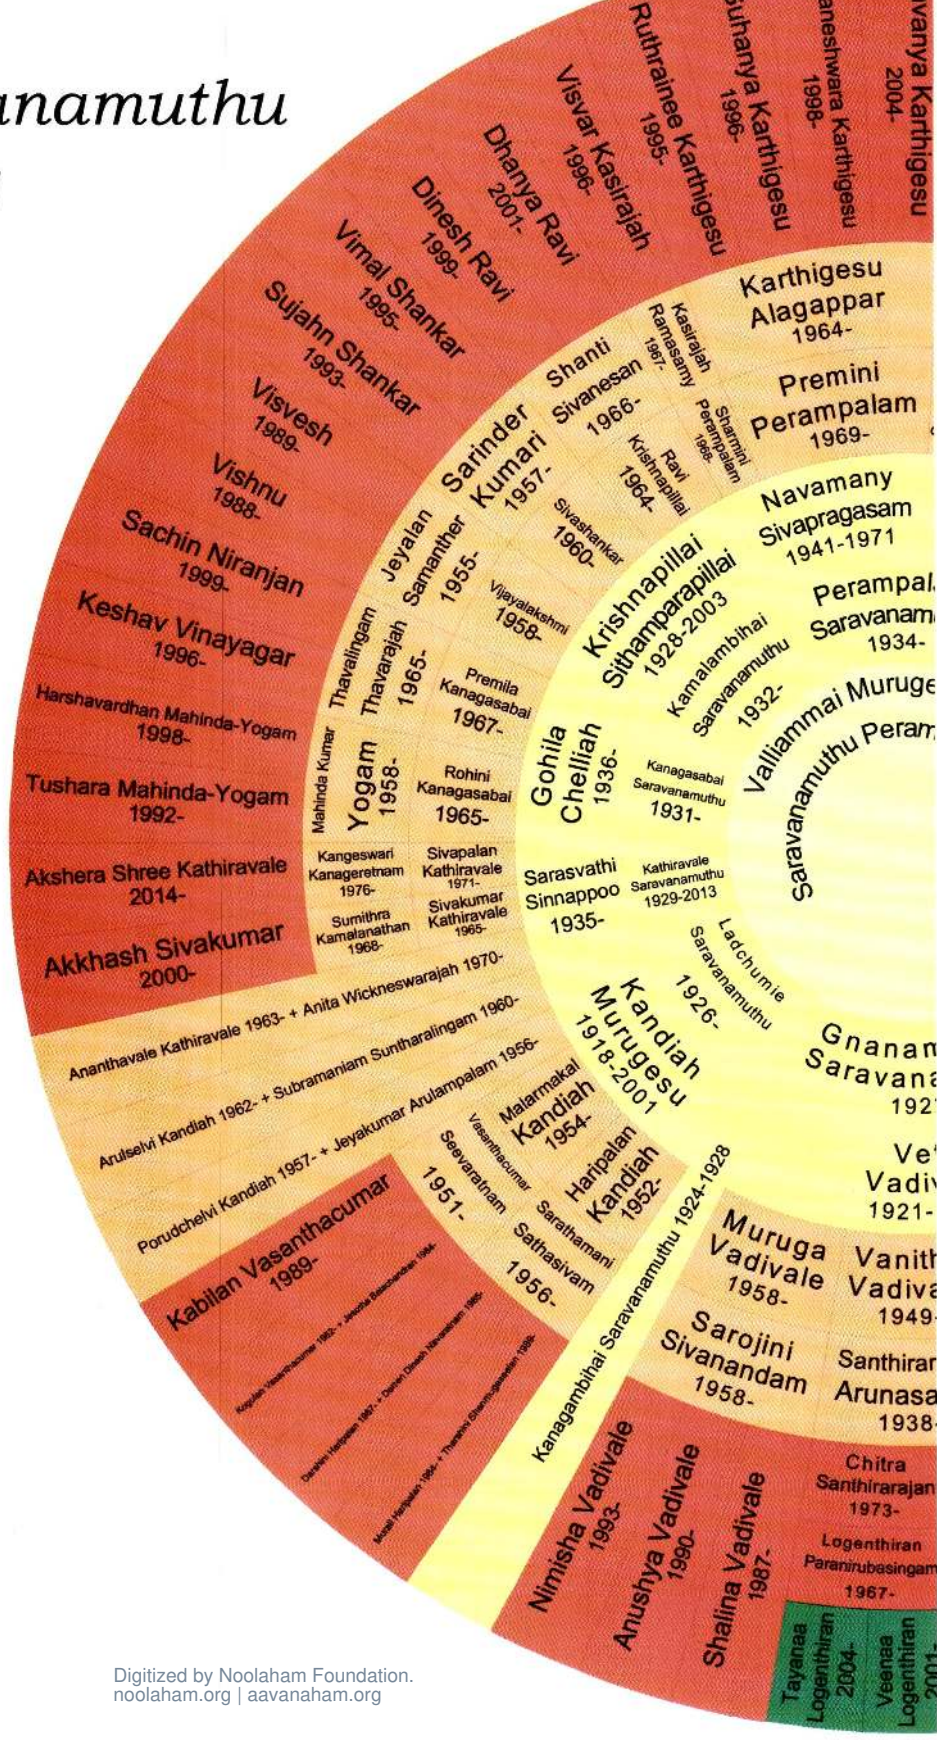 anamuthu
avanya Karthigesu
2004-
aneshwara Karthigesu
1998-
uhanya Karthigesu
1996-
Ruthrainee Karthigesu
1995-
Visvar Kasirajah
1996-
Dhanya Ravi
2001-
Dinesh Ravi
1999-
Vimal Shankar
1995-
Sujahn Shankar
1993-
Visvesh
1989-
Vishnu
1988-
Sachin Niranjan
1999-
Keshav Vinayagar
1996-
Harshavardhan Mahinda-Yogam
1998-
Tushara Mahinda-Yogam
1992-
Akshera Shree Kathiravale
2014-
Akkhash Sivakumar
2000-
Karthigesu
Alagappar
1964-
Premini
Perampalam
1969-
Kasirajah
Ramasamy
1967-
Sharmini
Perampalam
1966-
Shanti
Sivanesan
1966-
Ravi
Krishnapillai
1964-
Sarinder
Kumari
1957-
Sivashankar
1960-
Jeyalan
Samanther
1955-
Vijayalakshmi
1958-
Thavalingam
Thavarajah
1965-
Premila
Kanagasabai
1967-
Mahinda Kumar
Yogam
1958-
Rohini
Kanagasabai
1965-
Kangeswari
Kanageretnam
1976-
Sivapalan
Kathiravale
1971-
Sumithra
Kamalanathan
1968-
Sivakumar
Kathiravale
1965-
Navamany
Sivapragasam
1941-1971
Perampal
Saravanam
1934-
Krishnapillai
Sithamparapillai
1928-2003
Kamalambihai
Saravanamuthu
1932-
Gohila
Chelliah
1936-
Kanagasabai
Saravanamuthu
1931-
Sarasvathi
Sinnappoo
1935-
Kathiravale
Saravanamuthu
1929-2013
Ladchumie
Saravanamuthu
1926-
Kandiah
Murugesu
1918-2001
Valliammai Muruge
Saravanamuthu Peram
Gnanam
Saravana
192
Ve
Vadiv
1921-
Ananthavale Kathiravale 1963- + Anita Wickneswarajah 1970-
Arulselvi Kandiah 1962- + Subramaniam Suntharalingam 1960-
Porudchelvi Kandiah 1957- + Jeyakumar Arulampalam 1956-
Malarmakal
Kandiah
1954-
Vasanthacumar
Seevaratnam
1951-
Haripalan
Kandiah
1952-
Sarathamani
Sathasivam
1956-
Kabilan Vasanthacumar
1989-
Kanagambihai Saravanamuthu 1924-1928
Muruga
Vadivale
1958-
Vanith
Vadiva
1949-
Sarojini
Sivanandam
1958-
Santhirar
Arunasa
1938-
Nimisha Vadivale
1993-
Anushya Vadivale
1990-
Shalina Vadivale
1987-
Chitra
Santhirarajan
1973-
Logenthiran
Paranirubasingam
1967-
Tayanaa
Logenthiran
2004-
Veenaa
Logenthiran
2001-
Digitized by Noolaham Foundation.
noolaham.org | aavanaham.org